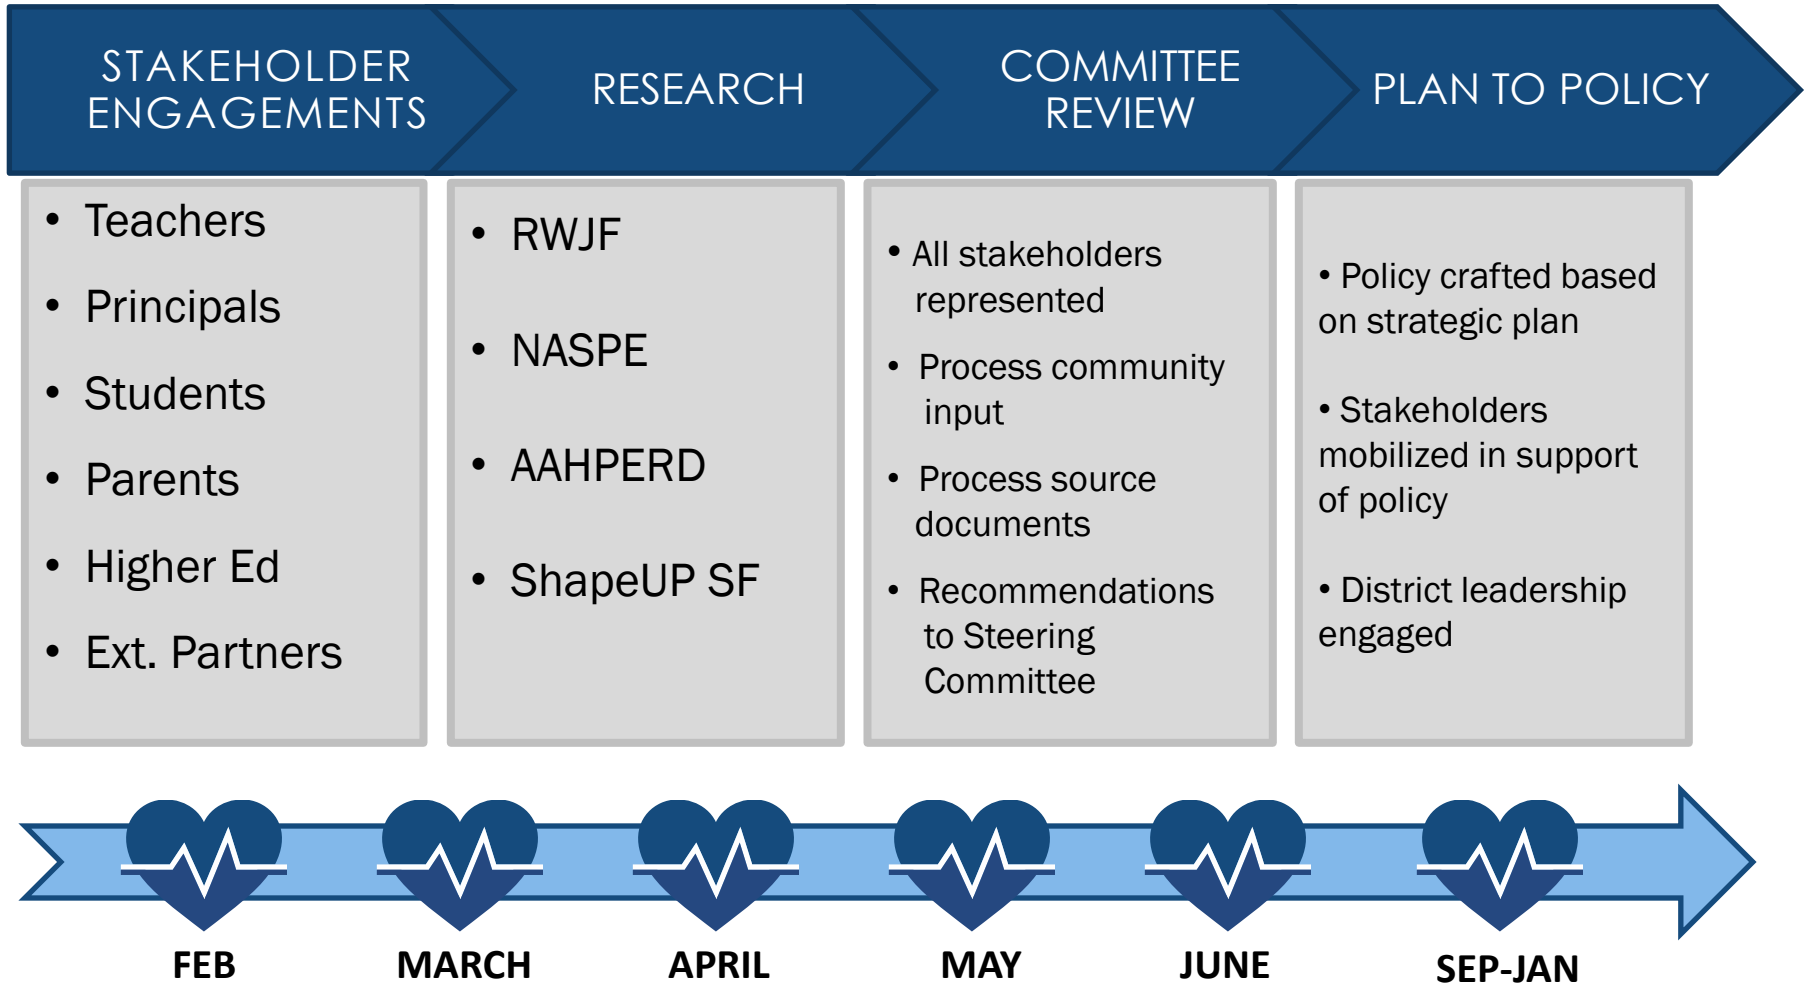 STAKEHOLDER
ENGAGEMENTS
RESEARCH
COMMITTEE
REVIEW
PLAN TO POLICY
• Teachers
• Principals
• Students
• Parents
• Higher Ed
• Ext. Partners
• RWJF
• NASPE
• AAHPERD
• ShapeUP SF
• All stakeholders
represented
• Process community
input
• Process source
documents
• Recommendations
to Steering
Committee
• Policy crafted based
on strategic plan
• Stakeholders
mobilized in support
of policy
• District leadership
engaged
FEB
MARCH
APRIL
MAY
JUNE
SEP-JAN